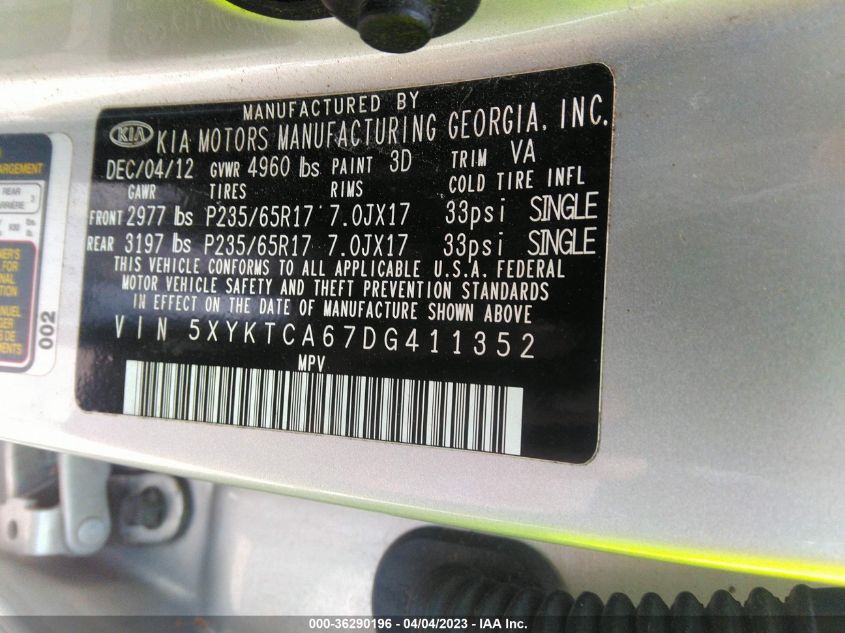 MANUFACTURED BY
KIA KIA MOTORS MANUFACTURING GEORGIA, INC.
DEC/04/12 GVWR 4960 lbs PAINT 3D TRIM VA
GAWR TIRES RIMS COLD TIRE INFL
FRONT 2977 lbs P235/65R17 7.0JX17 33psi SINGLE
REAR 3197 lbs P235/65R17 7.0JX17 33psi SINGLE
THIS VEHICLE CONFORMS TO ALL APPLICABLE U.S.A. FEDERAL
MOTOR VEHICLE SAFETY AND THEFT PREVENTION STANDARDS
IN EFFECT ON THE DATE OF MANUFACTURE SHOWN ABOVE
VIN 5XYKTCA67DG411352
MPV
REAR 3
002
000-36290196 - 04/04/2023 - IAA Inc.